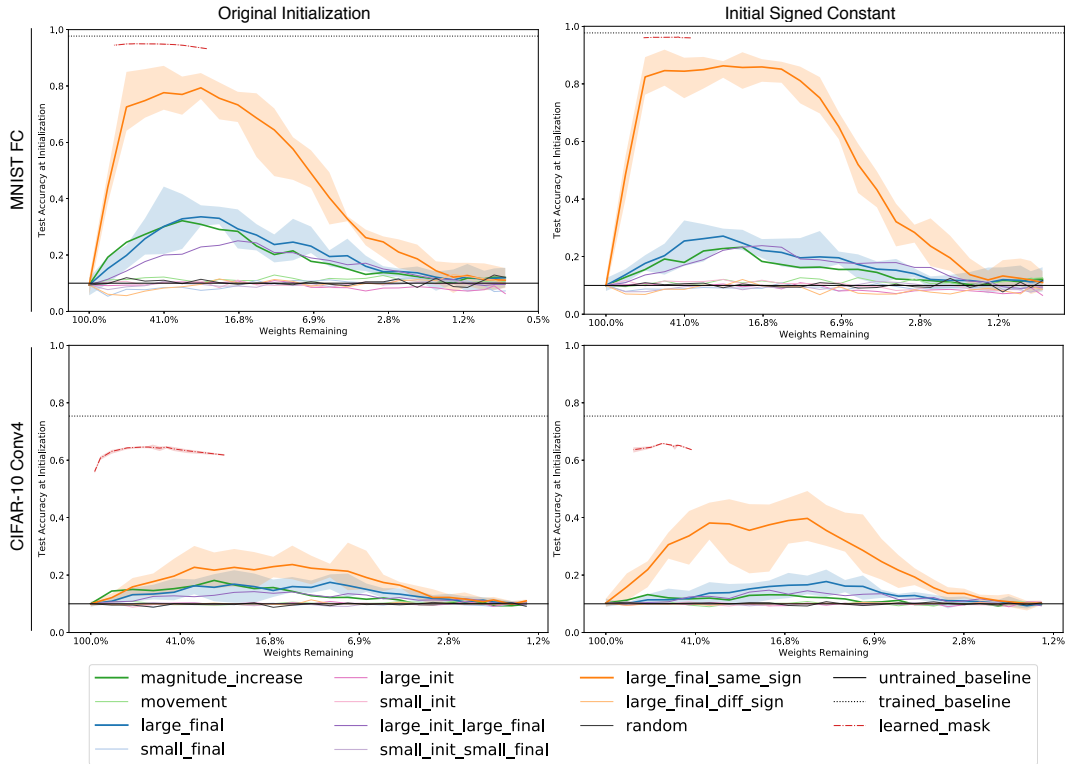 Original Initialization
Initial Signed Constant
MNIST FC
Test Accuracy at Initialization
1.0
0.8
0.6
0.4
0.2
0.0
100.0%
41.0%
16.8%
6.9%
2.8%
1.2%
0.5%
Weights Remaining
Test Accuracy at Initialization
1.0
0.8
0.6
0.4
0.2
0.0
100.0%
41.0%
16.8%
6.9%
2.8%
1.2%
Weights Remaining
CIFAR-10 Conv4
Test Accuracy at Initialization
1.0
0.8
0.6
0.4
0.2
0.0
100.0%
41.0%
16.8%
6.9%
2.8%
1.2%
Weights Remaining
Test Accuracy at Initialization
1.0
0.8
0.6
0.4
0.2
0.0
100.0%
41.0%
16.8%
6.9%
2.8%
1.2%
Weights Remaining
magnitude_increase
movement
large_final
small_final
large_init
small_init
large_init_large_final
small_init_small_final
large_final_same_sign
large_final_diff_sign
random
untrained_baseline
trained_baseline
learned_mask